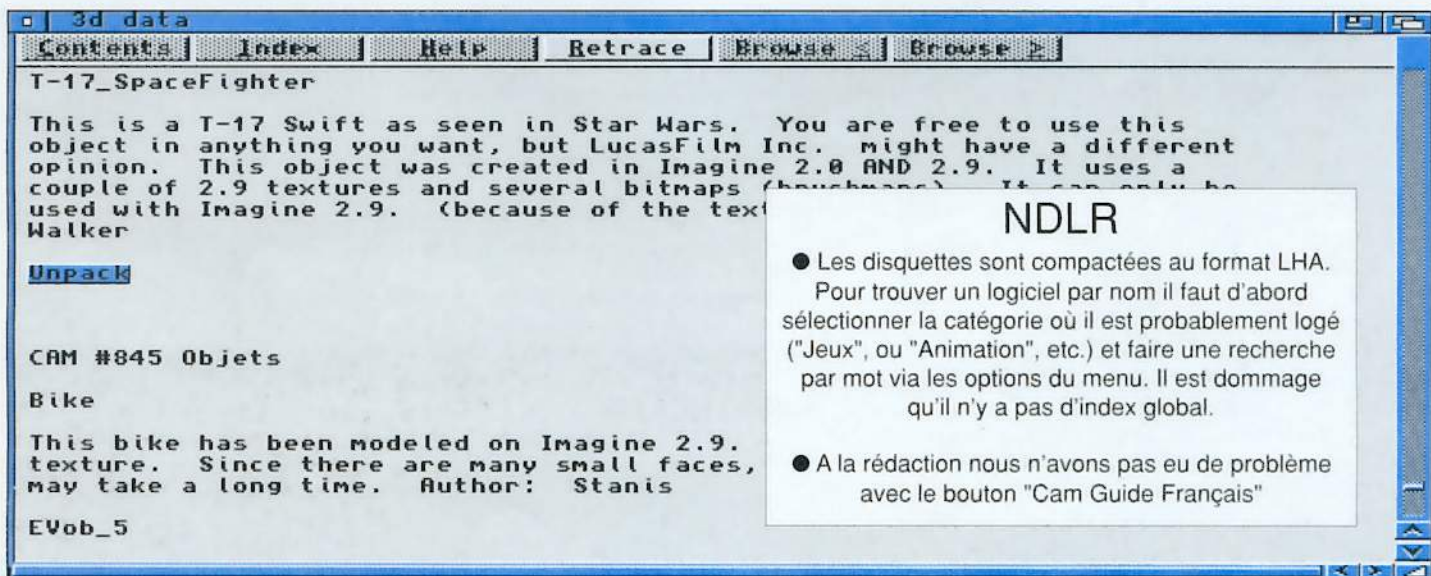 3d data
Contents Index Help Retrace Browse < Browse >
T-17_SpaceFighter
This is a T-17 Swift as seen in Star Wars. You are free to use this
object in anything you want, but LucasFilm Inc. might have a different
opinion. This object was created in Imagine 2.0 AND 2.9. It uses a
couple of 2.9 textures and several bitmaps It can only be
used with Imagine 2.9. (because of the
Walker
Unpack
CAM #845 Objets
Bike
This bike has been modeled on Imagine 2.9.
texture. Since there are many small faces,
may take a long time. Author: Stanis
EVob_5
NDLR
● Les disquettes sont compactées au format LHA.
Pour trouver un logiciel par nom il faut d'abord
sélectionner la catégorie où il est probablement logé
("Jeux", ou "Animation", etc.) et faire une recherche
par mot via les options du menu. Il est dommage
qu'il n'y a pas d'index global.
● A la rédaction nous n'avons pas eu de problème
avec le bouton "Cam Guide Français"